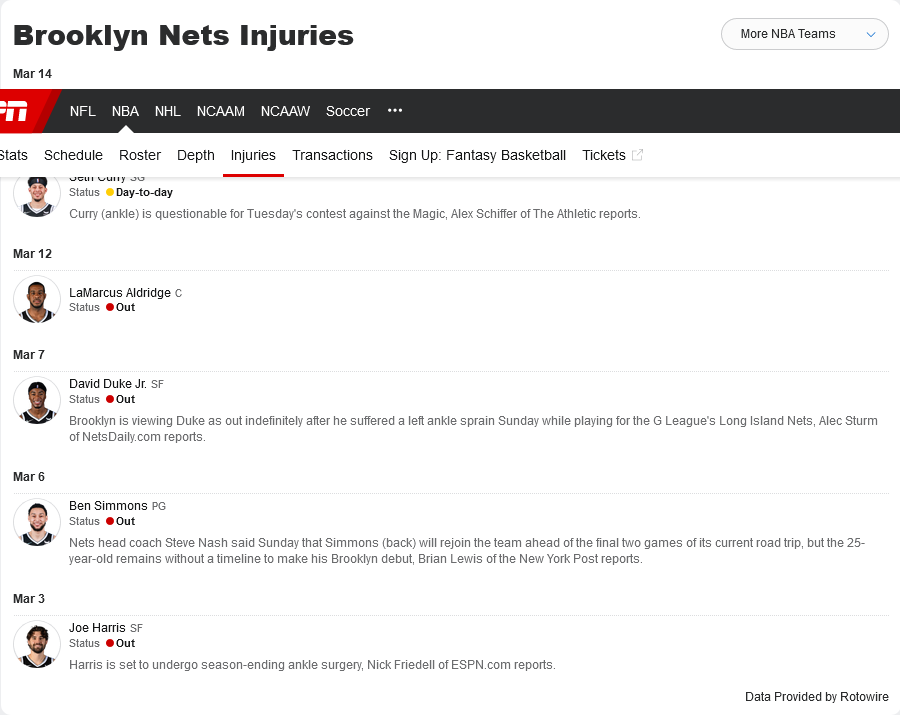 Brooklyn Nets Injuries
More NBA Teams
Mar 14
NFL NBA NHL NCAAM NCAAW Soccer •••
Stats Schedule Roster Depth Injuries Transactions Sign Up: Fantasy Basketball Tickets
Seth Curry SG
Status Day-to-day
Curry (ankle) is questionable for Tuesday's contest against the Magic, Alex Schiffer of The Athletic reports.
Mar 12
LaMarcus Aldridge C
Status Out
Mar 7
David Duke Jr. SF
Status Out
Brooklyn is viewing Duke as out indefinitely after he suffered a left ankle sprain Sunday while playing for the G League's Long Island Nets, Alec Sturm
of NetsDaily.com reports.
Mar 6
Ben Simmons PG
Status Out
Nets head coach Steve Nash said Sunday that Simmons (back) will rejoin the team ahead of the final two games of its current road trip, but the 25-
year-old remains without a timeline to make his Brooklyn debut, Brian Lewis of the New York Post reports.
Mar 3
Joe Harris SF
Status Out
Harris is set to undergo season-ending ankle surgery, Nick Friedell of ESPN.com reports.
Data Provided by Rotowire